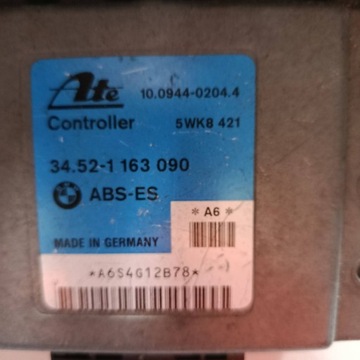 Ate 10.0944-0204.4
Controller 5WK8 421
34.52-1 163 090
BMW ABS-ES
* A6 *
MADE IN GERMANY
*A6S4G12B78*